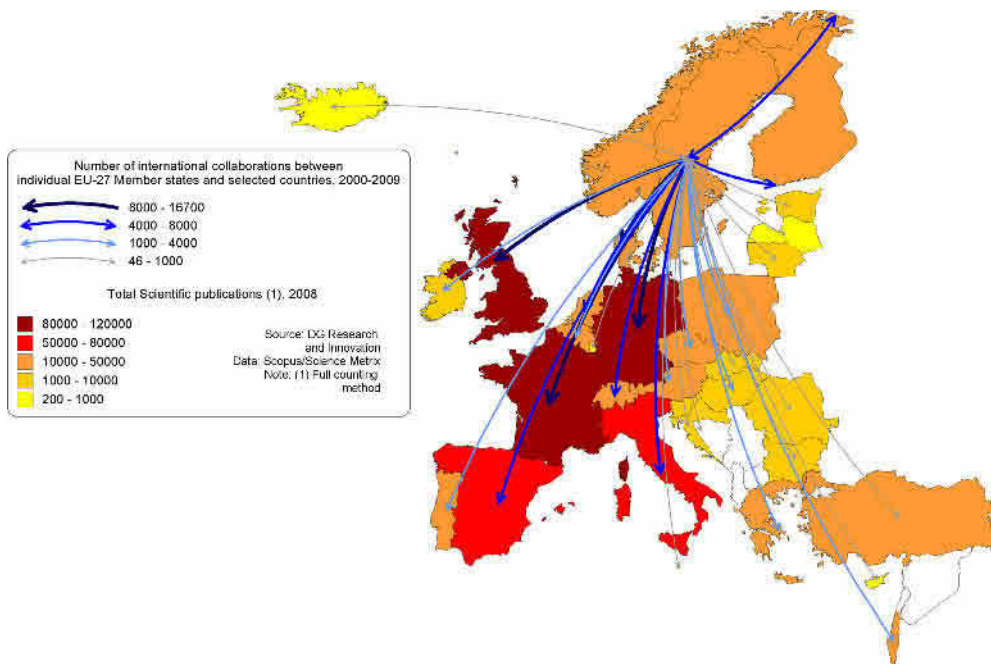 Number of international collaborations between
individual EU-27 Member states and selected countries, 2000-2009
8000 - 16700
4000 - 8000
1000 - 4000
46 - 1000
Total Scientific publications (1), 2008
80000 - 120000
50000 - 80000
10000 - 50000
1000 - 10000
200 - 1000
Source: DG Research
and Innovation
Data: Scopus/Science Metrix
Note: (1) Full counting
method